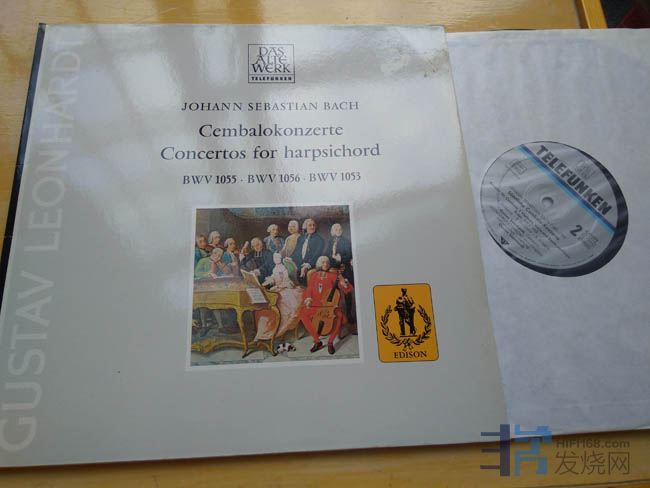 GUSTAV LEONHARDT
DAS
ALTE
WERK
TELEFUNKEN
JOHANN SEBASTIAN BACH
Cembalokonzerte
Concertos for harpsichord
BWV 1055 · BWV 1056 · BWV 1053
EDISON
TELEFUNKEN
2
HIFI168.com
发烧网